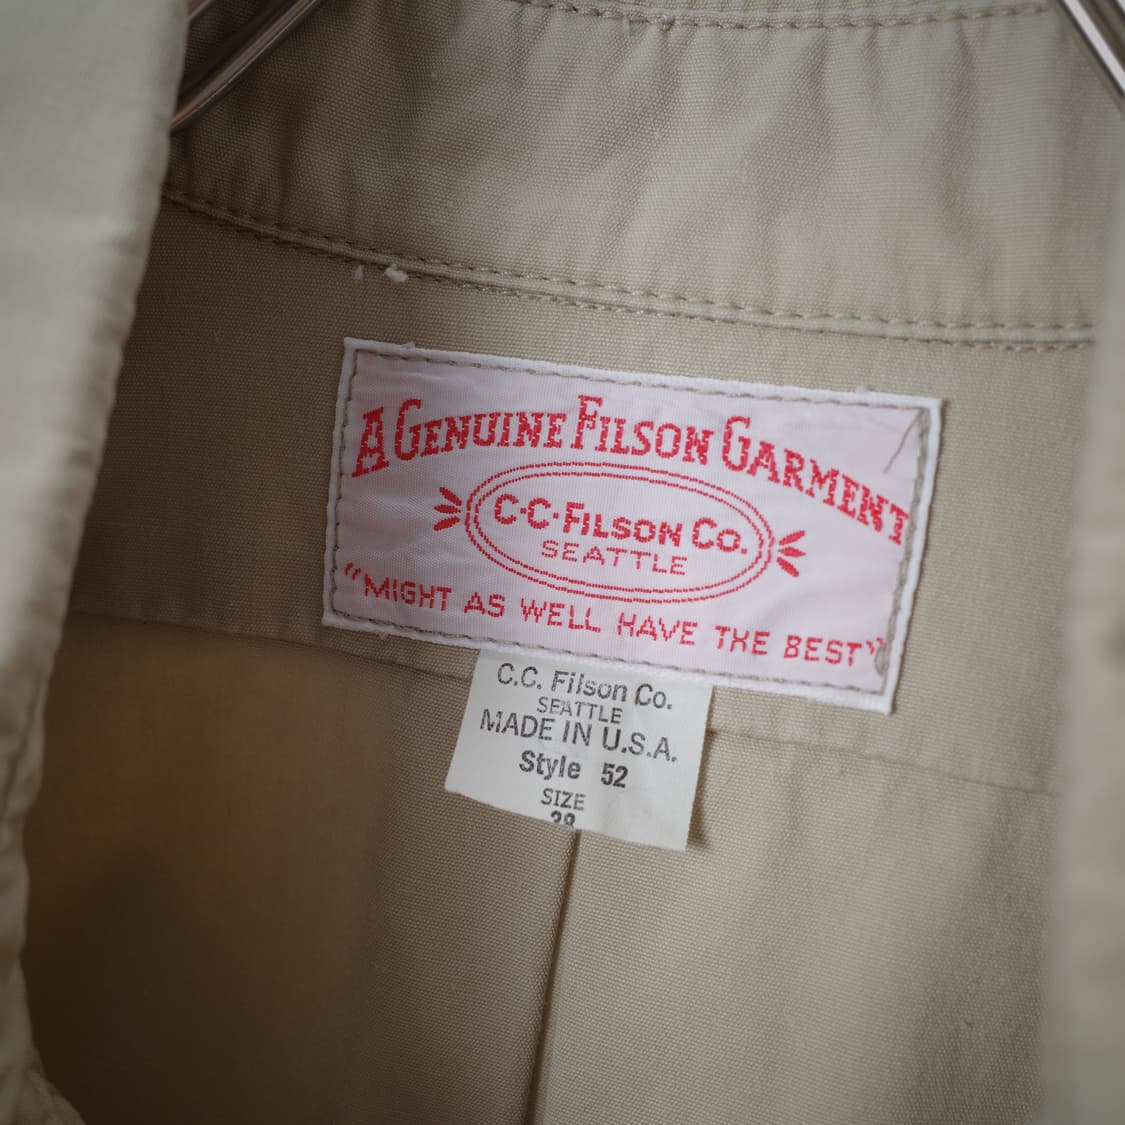 A GENUINE FILSON GARMENT
C·C·FILSON CO.
SEATTLE
"MIGHT AS WELL HAVE THE BEST"
C.C. Filson Co.
SEATTLE
MADE IN U.S.A.
Style 52
SIZE